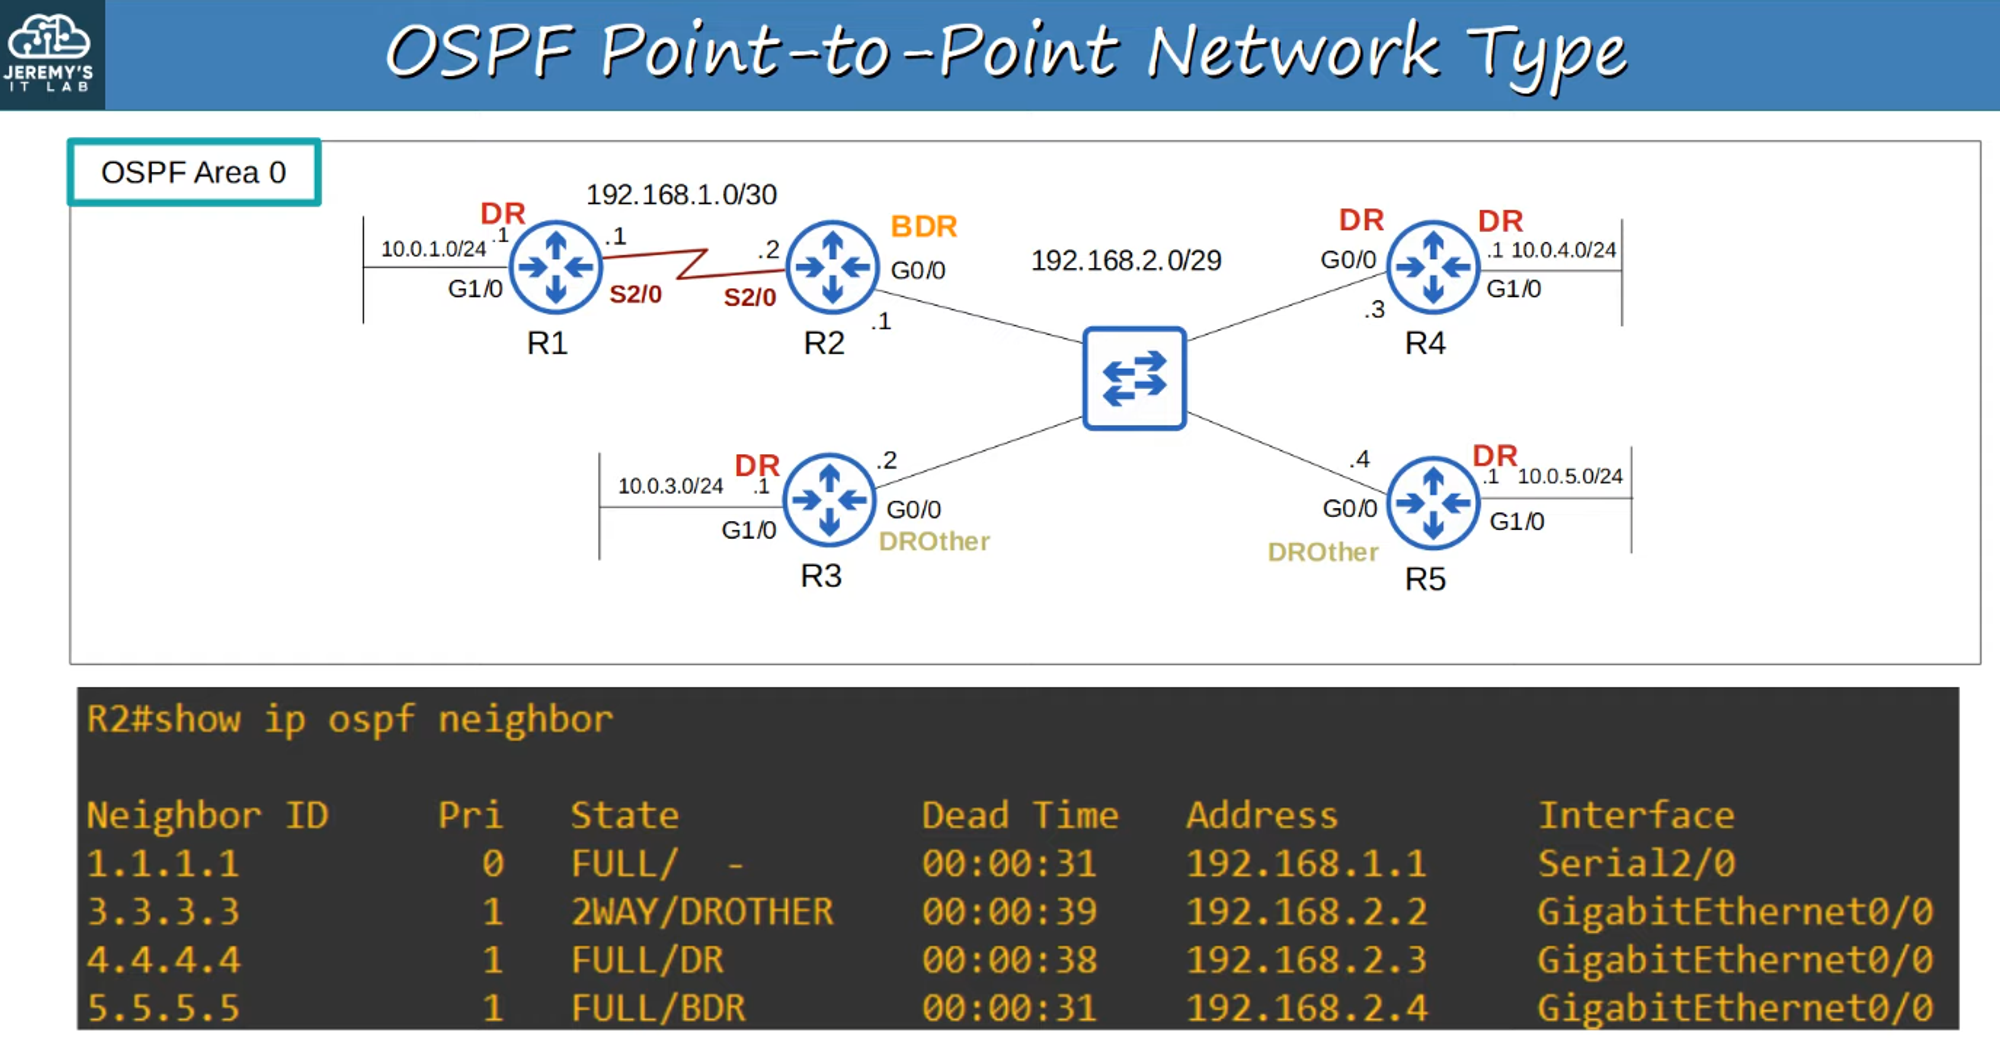 JEREMY'S
IT LAB
OSPF Point-to-Point Network Type
OSPF Area 0
192.168.1.0/30
DR
.1
10.0.1.0/24
G1/0
.1
S2/0
R1
.2
S2/0
BDR
G0/0
.1
R2
192.168.2.0/29
DR
G0/0
.3
DR
.1 10.0.4.0/24
G1/0
R4
DR
10.0.3.0/24 .1
G1/0
.2
G0/0
DROther
R3
.4
G0/0
DROther
DR
.1 10.0.5.0/24
G1/0
R5
R2#show ip ospf neighbor
Neighbor ID Pri State Dead Time Address Interface
1.1.1.1 0 FULL/ - 00:00:31 192.168.1.1 Serial2/0
3.3.3.3 1 2WAY/DROTHER 00:00:39 192.168.2.2 GigabitEthernet0/0
4.4.4.4 1 FULL/DR 00:00:38 192.168.2.3 GigabitEthernet0/0
5.5.5.5 1 FULL/BDR 00:00:31 192.168.2.4 GigabitEthernet0/0